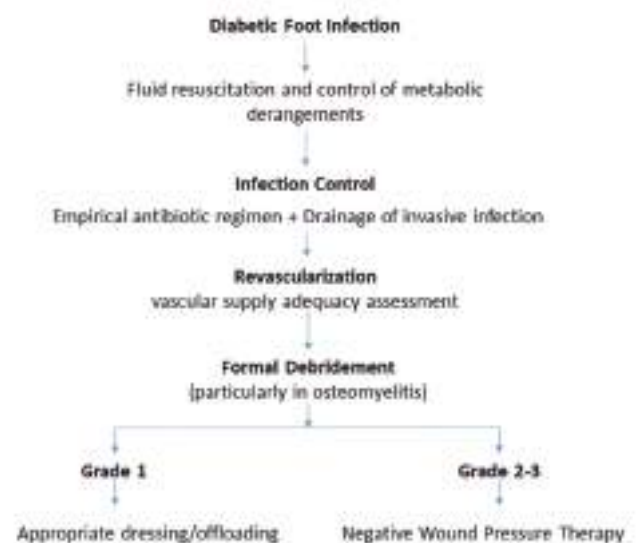 Diabetic Foot Infection
Fluid resuscitation and control of metabolic
derangements
Infection Control
Empirical antibiotic regimen + Drainage of invasive infection
Revascularization
vascular supply adequacy assessment
Formal Debridement
(particularly in osteomyelitis)
Grade 1
Grade 2-3
Appropriate dressing/offloading
Negative Wound Pressure Therapy